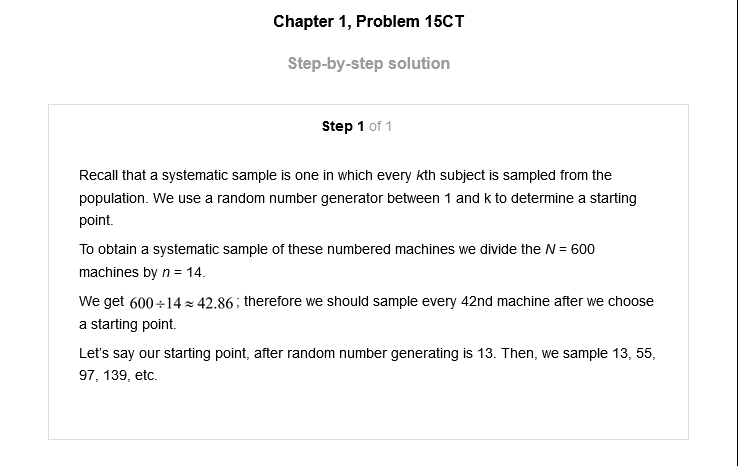 Chapter 1, Problem 15CT
Step-by-step solution
Step 1 of 1
Recall that a systematic sample is one in which every kth subject is sampled from the
population. We use a random number generator between 1 and k to determine a starting
point.
To obtain a systematic sample of these numbered machines we divide the N = 600
machines by n = 14.
We get 600÷14≈42.86; therefore we should sample every 42nd machine after we choose
a starting point.
Let's say our starting point, after random number generating is 13. Then, we sample 13, 55,
97, 139, etc.